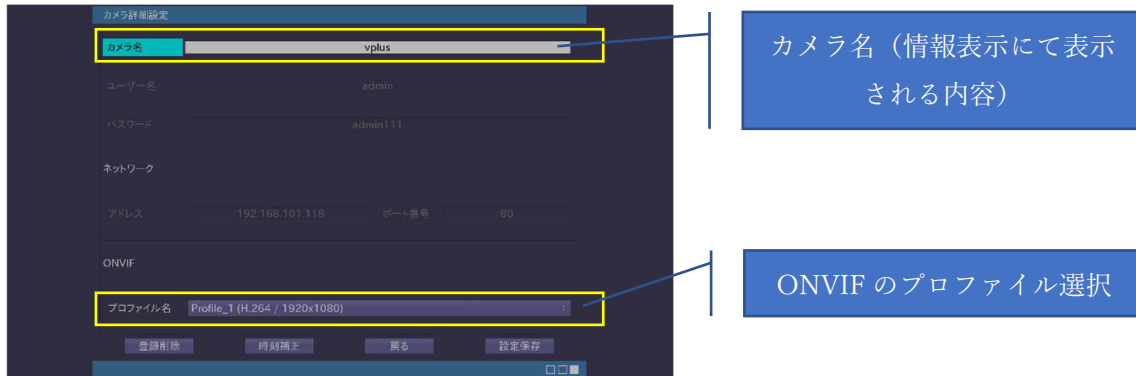 カメラ詳細設定
カメラ名 vplus
ユーザー名 admin
パスワード admin111
ネットワーク
アドレス 192.168.101.118 ポート番号 80
ONVIF
プロファイル名 Profile_1 (H.264 / 1920x1080)
登録削除 時刻補正 戻る 設定保存
カメラ名（情報表示にて表示
される内容）
ONVIF のプロファイル選択